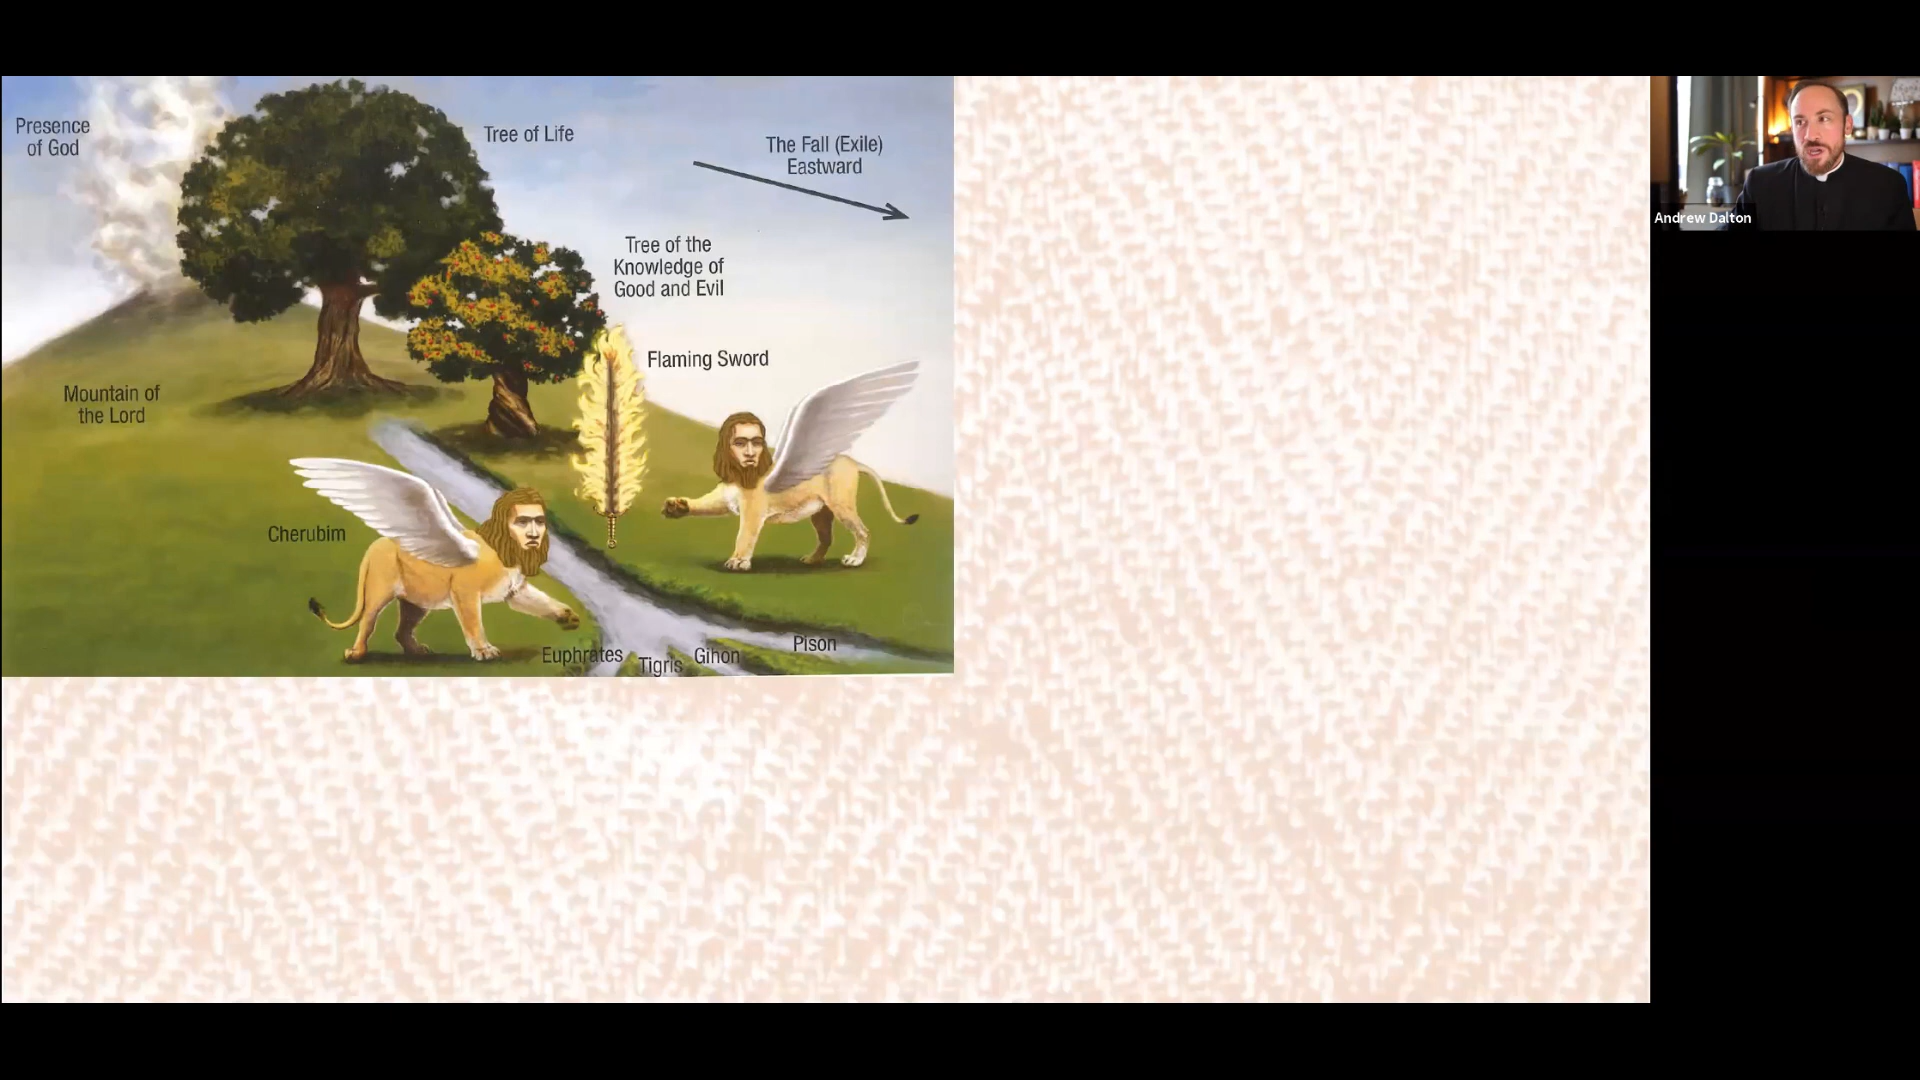 Presence
of God
Tree of Life
The Fall (Exile)
Eastward
Tree of the
Knowledge of
Good and Evil
Flaming Sword
Mountain of
the Lord
Cherubim
Euphrates
Tigris
Gihon
Pison
Andrew Dalton